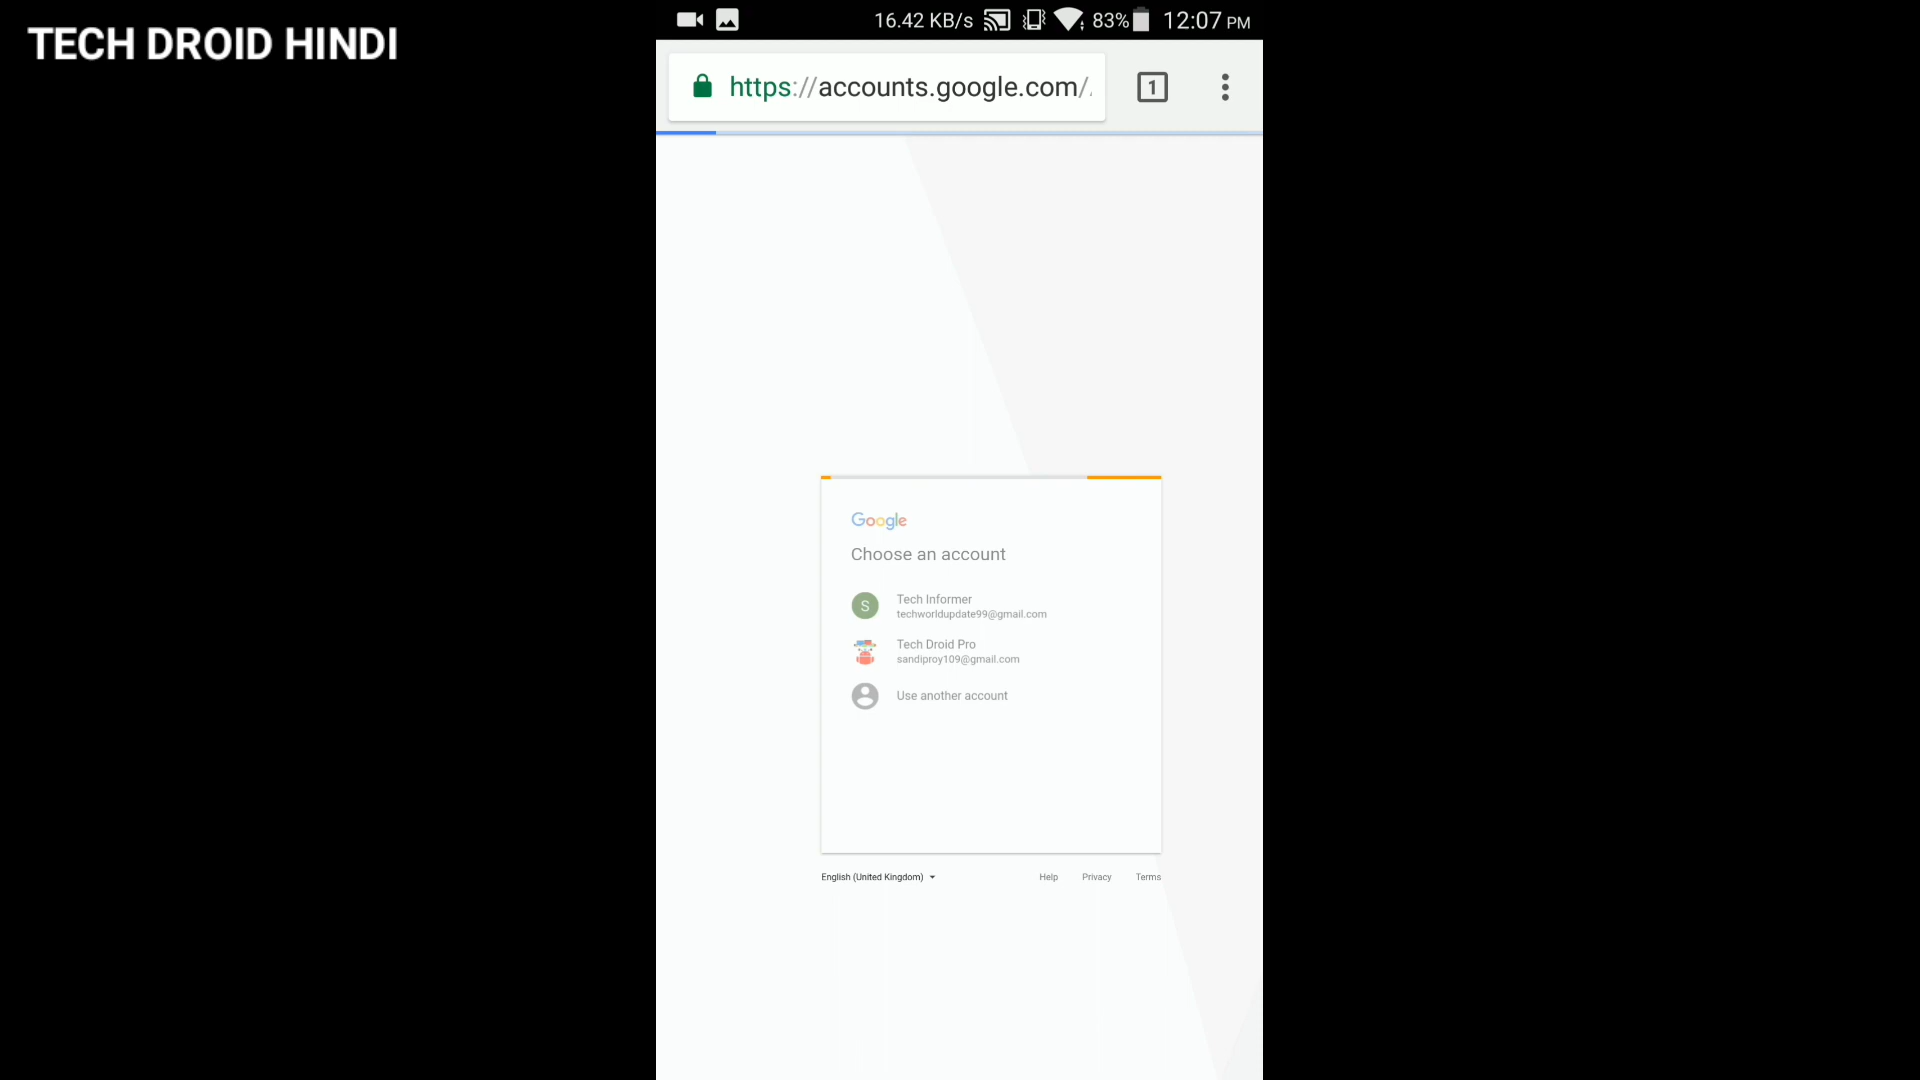 TECH DROID HINDI
16.42 KB/s 83% 12:07 PM
https://accounts.google.com/
1
Google
Choose an account
S
Tech Informer
techworldupdate99@gmail.com
Tech Droid Pro
sandiproy109@gmail.com
Use another account
English (United Kingdom)
Help Privacy Terms